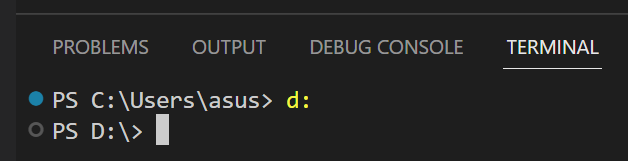 PROBLEMS OUTPUT DEBUG CONSOLE TERMINAL
PS C:\Users\asus> d:
PS D:\>